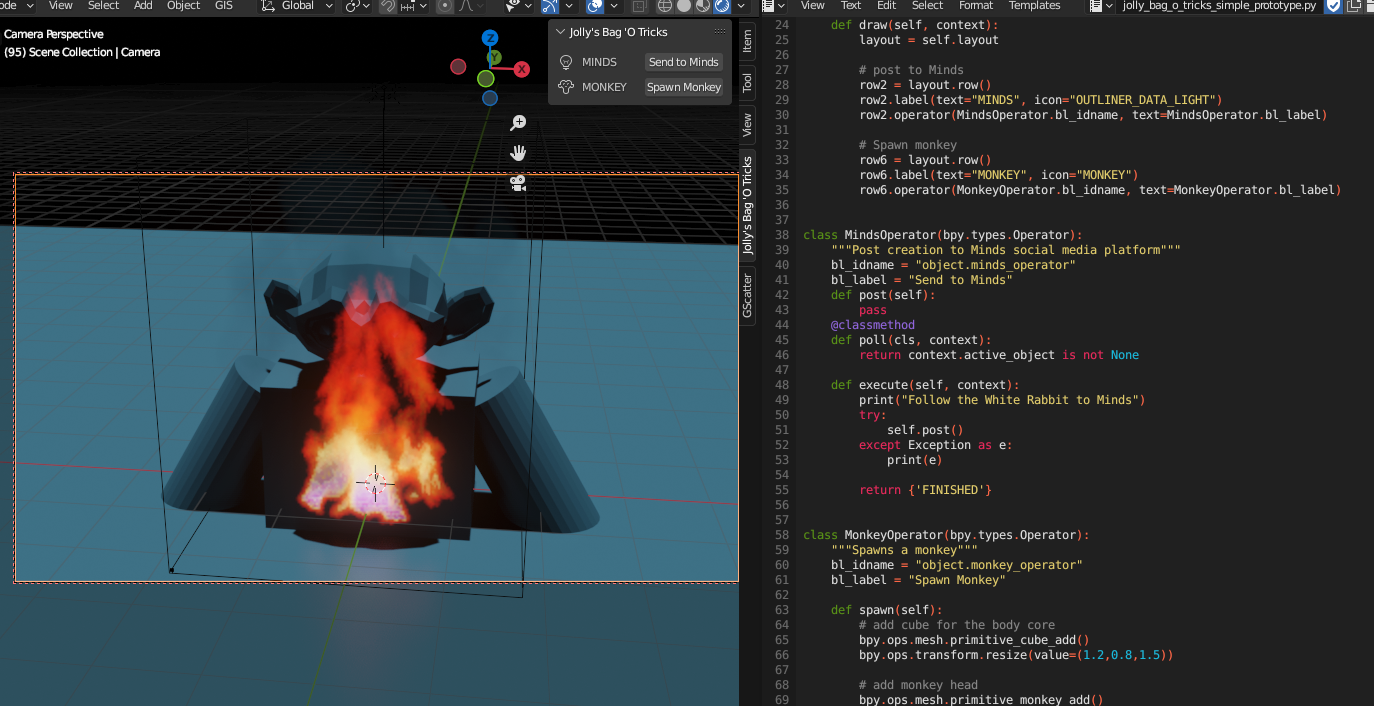 ode View Select Add Object GIS Global
Camera Perspective
(95) Scene Collection | Camera
Z
Y
X
Jolly's Bag 'O Tricks
MINDS Send to Minds
MONKEY Spawn Monkey
Item
Tool
View
Jolly's Bag 'O Tricks
GScatter
View Text Edit Select Format Templates jolly_bag_o_tricks_simple_prototype.py
24 def draw(self, context):
25 layout = self.layout
26
27 # post to Minds
28 row2 = layout.row()
29 row2.label(text="MINDS", icon="OUTLINER_DATA_LIGHT")
30 row2.operator(MindsOperator.bl_idname, text=MindsOperator.bl_label)
31
32 # Spawn monkey
33 row6 = layout.row()
34 row6.label(text="MONKEY", icon="MONKEY")
35 row6.operator(MonkeyOperator.bl_idname, text=MonkeyOperator.bl_label)
36
37
38 class MindsOperator(bpy.types.Operator):
39 """Post creation to Minds social media platform"""
40 bl_idname = "object.minds_operator"
41 bl_label = "Send to Minds"
42 def post(self):
43 pass
44 @classmethod
45 def poll(cls, context):
46 return context.active_object is not None
47
48 def execute(self, context):
49 print("Follow the White Rabbit to Minds")
50 try:
51 self.post()
52 except Exception as e:
53 print(e)
54
55 return {'FINISHED'}
56
57
58 class MonkeyOperator(bpy.types.Operator):
59 """Spawns a monkey"""
60 bl_idname = "object.monkey_operator"
61 bl_label = "Spawn Monkey"
62
63 def spawn(self):
64 # add cube for the body core
65 bpy.ops.mesh.primitive_cube_add()
66 bpy.ops.transform.resize(value=(1.2,0.8,1.5))
67
68 # add monkey head
69 bpy.ops.mesh.primitive_monkey_add()